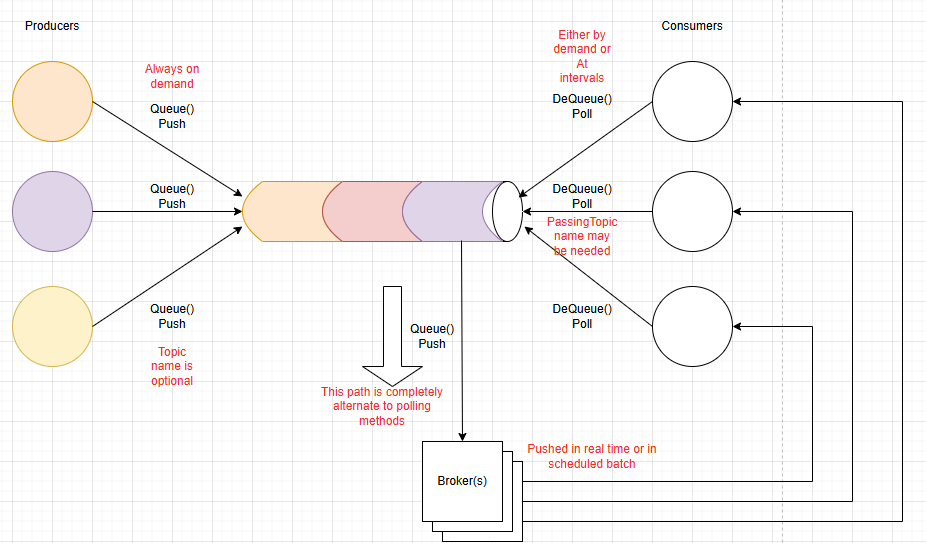 Producers
Consumers
Always on
demand
Either by
demand or
At
intervals
Queue()
Push
DeQueue()
Poll
Queue()
Push
DeQueue()
Poll
PassingTopic
name may
be needed
Queue()
Push
DeQueue()
Poll
Topic
name is
optional
Queue()
Push
This path is completely
alternate to polling
methods
Pushed in real time or in
scheduled batch
Broker(s)